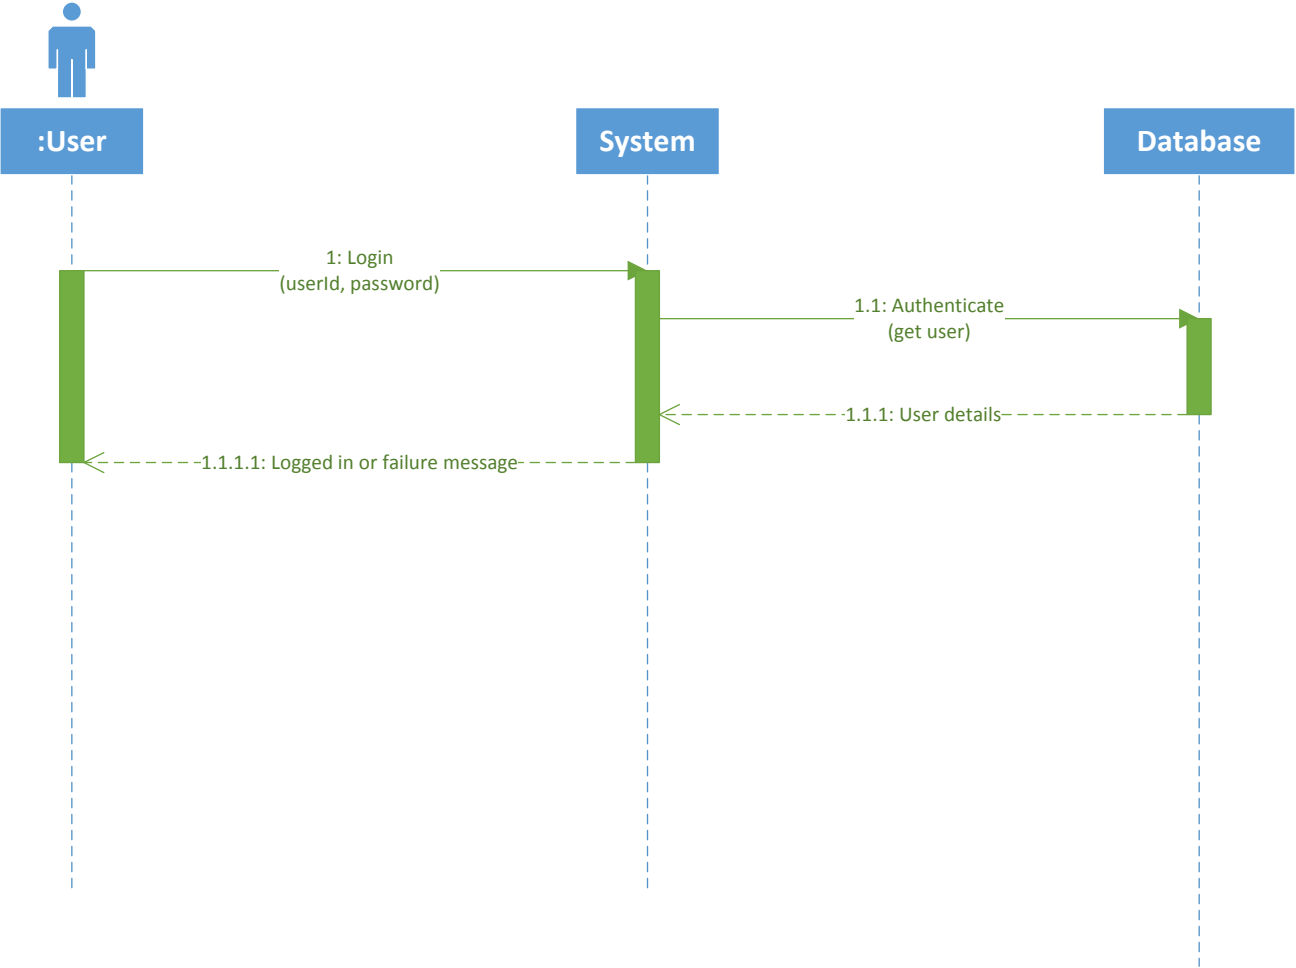 :User
System
Database
1: Login
(userId, password)
1.1: Authenticate
(get user)
1.1.1: User details
1.1.1.1: Logged in or failure message